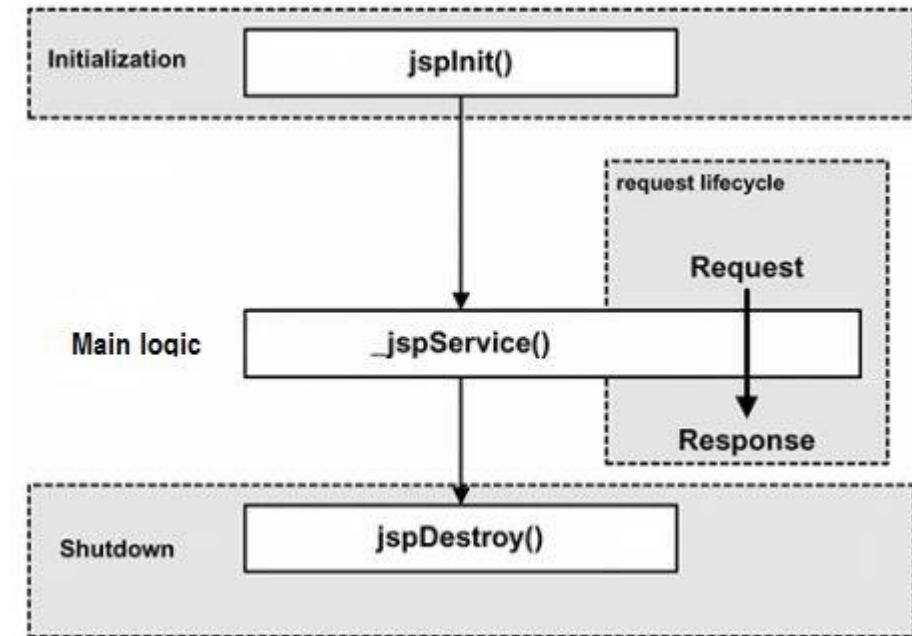 Initialization
jspInit()
request lifecycle
Request
Main logic
_jspService()
Response
Shutdown
jspDestroy()